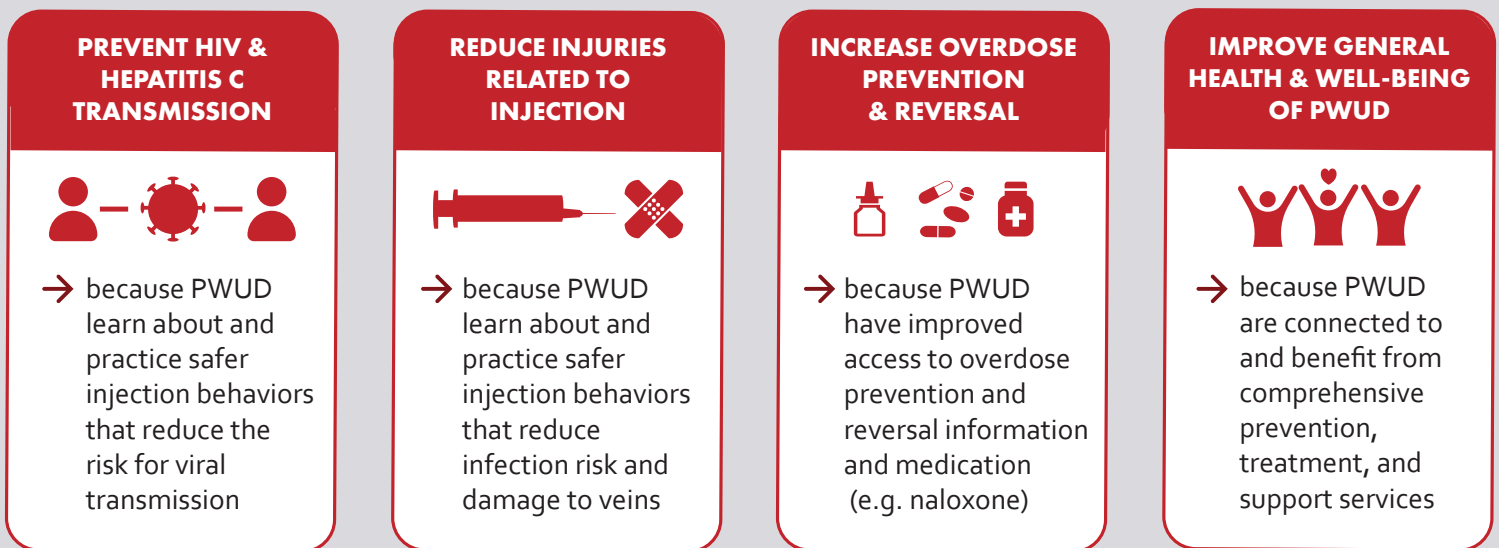 PREVENT HIV &
HEPATITIS C
TRANSMISSION
→ because PWUD
learn about and
practice safer
injection behaviors
that reduce the
risk for viral
transmission
REDUCE INJURIES
RELATED TO
INJECTION
→ because PWUD
learn about and
practice safer
injection behaviors
that reduce
infection risk and
damage to veins
INCREASE OVERDOSE
PREVENTION
& REVERSAL
→ because PWUD
have improved
access to overdose
prevention and
reversal information
and medication
(e.g. naloxone)
IMPROVE GENERAL
HEALTH & WELL-BEING
OF PWUD
→ because PWUD
are connected to
and benefit from
comprehensive
prevention,
treatment, and
support services